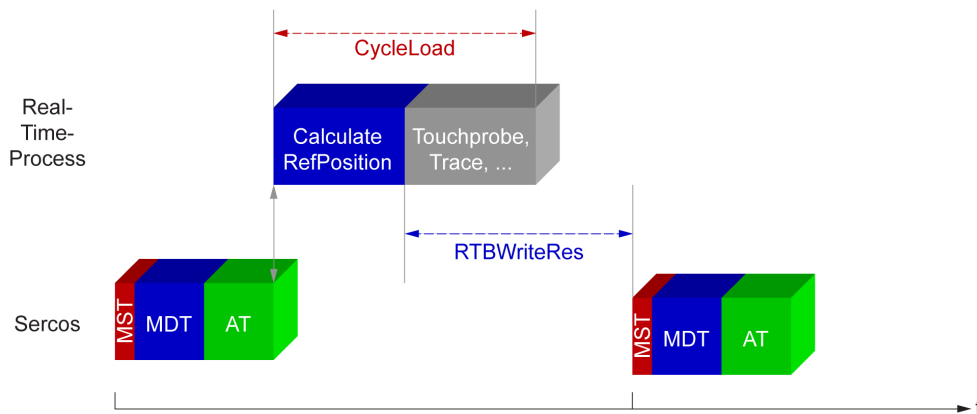 CycleLoad
Real-
Time-
Process
Calculate
RefPosition
Touchprobe,
Trace, ...
RTBWriteRes
Sercos
MST
MDT
AT
MST
MDT
AT